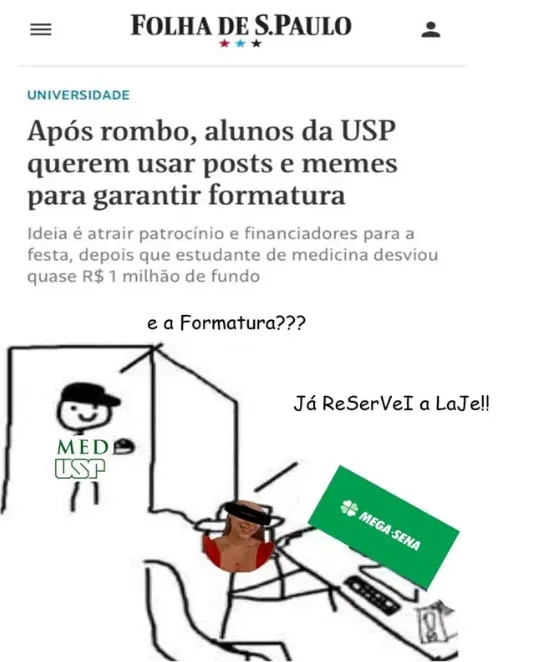 FOLHA DE S.PAULO
UNIVERSIDADE
Após rombo, alunos da USP
querem usar posts e memes
para garantir formatura
Ideia é atrair patrocínio e financiadores para a
festa, depois que estudante de medicina desviou
quase R$ 1 milhão de fundo
e a Formatura???
Já ReSerVeI a LaJe!!
MED
USP
MEGA-SENA